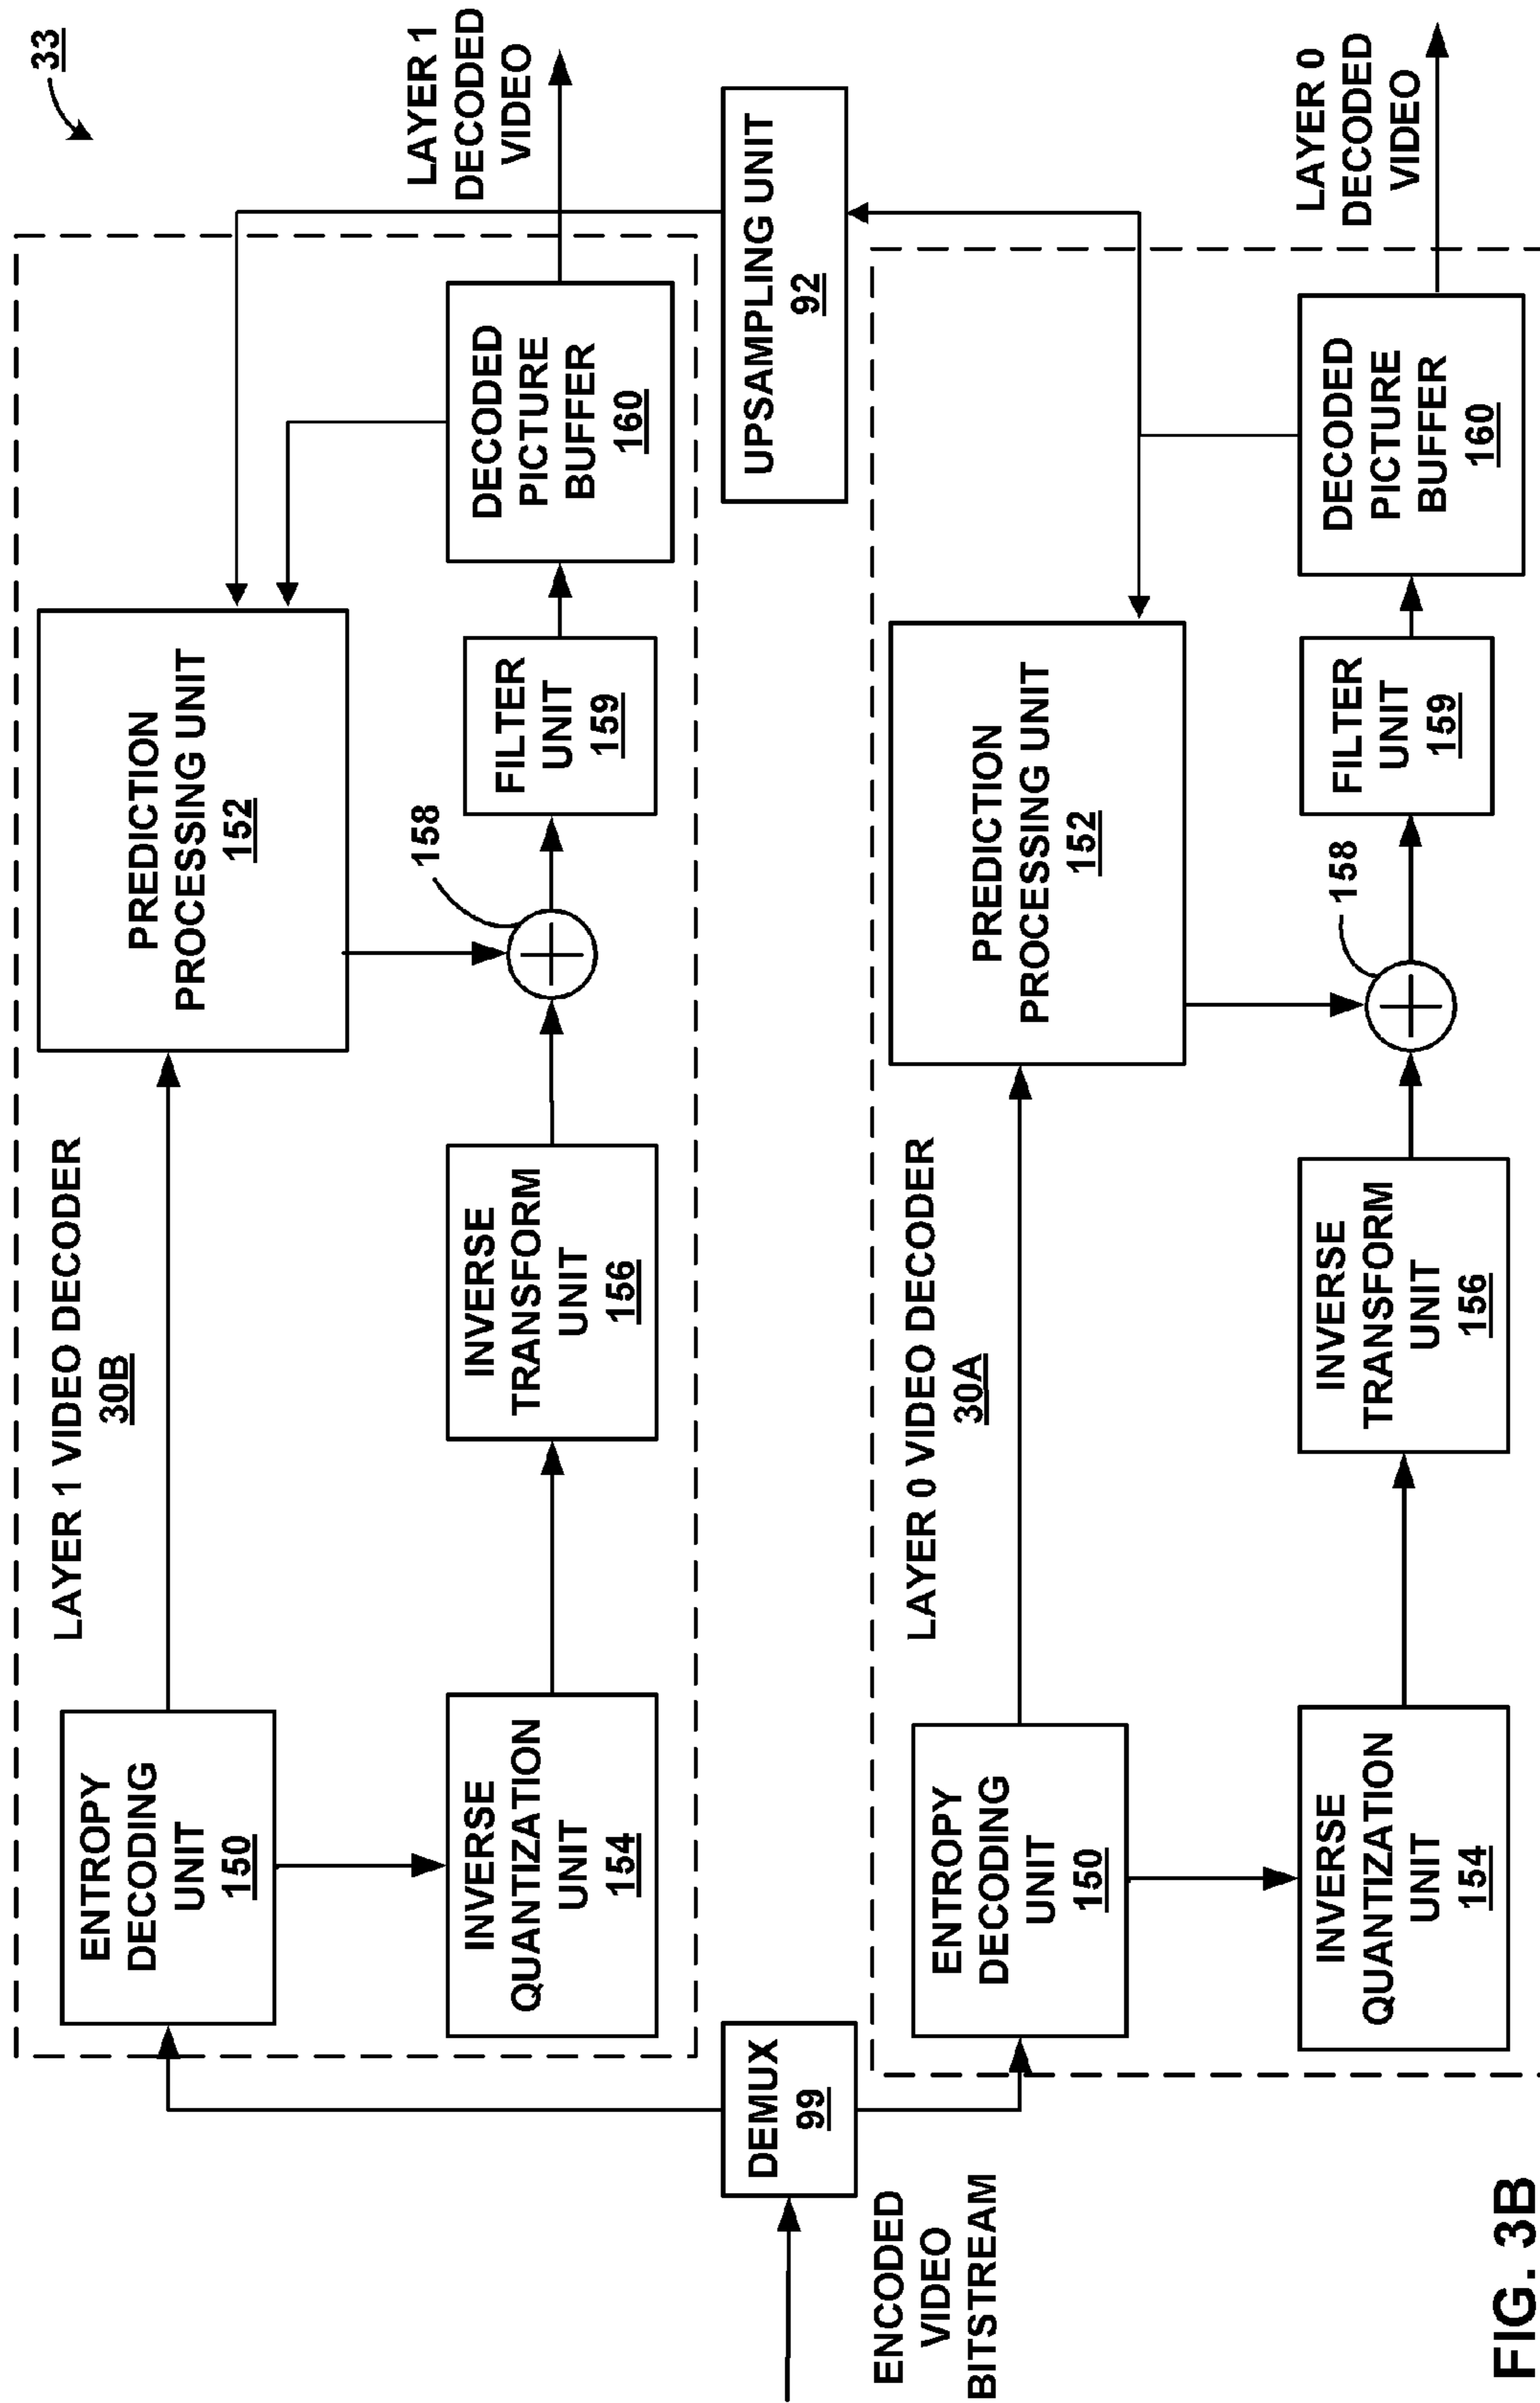 33
LAYER 1 VIDEO DECODER
30B
ENTROPY
DECODING
UNIT
150
PREDICTION
PROCESSING UNIT
152
INVERSE
QUANTIZATION
UNIT
154
INVERSE
TRANSFORM
UNIT
156
158
FILTER
UNIT
159
DECODED
PICTURE
BUFFER
160
LAYER 1
DECODED
VIDEO
DEMUX
99
ENCODED
VIDEO
BITSTREAM
UPSAMPLING UNIT
92
LAYER 0 VIDEO DECODER
30A
ENTROPY
DECODING
UNIT
150
PREDICTION
PROCESSING UNIT
152
INVERSE
QUANTIZATION
UNIT
154
INVERSE
TRANSFORM
UNIT
156
158
FILTER
UNIT
159
DECODED
PICTURE
BUFFER
160
LAYER 0
DECODED
VIDEO
FIG. 3B